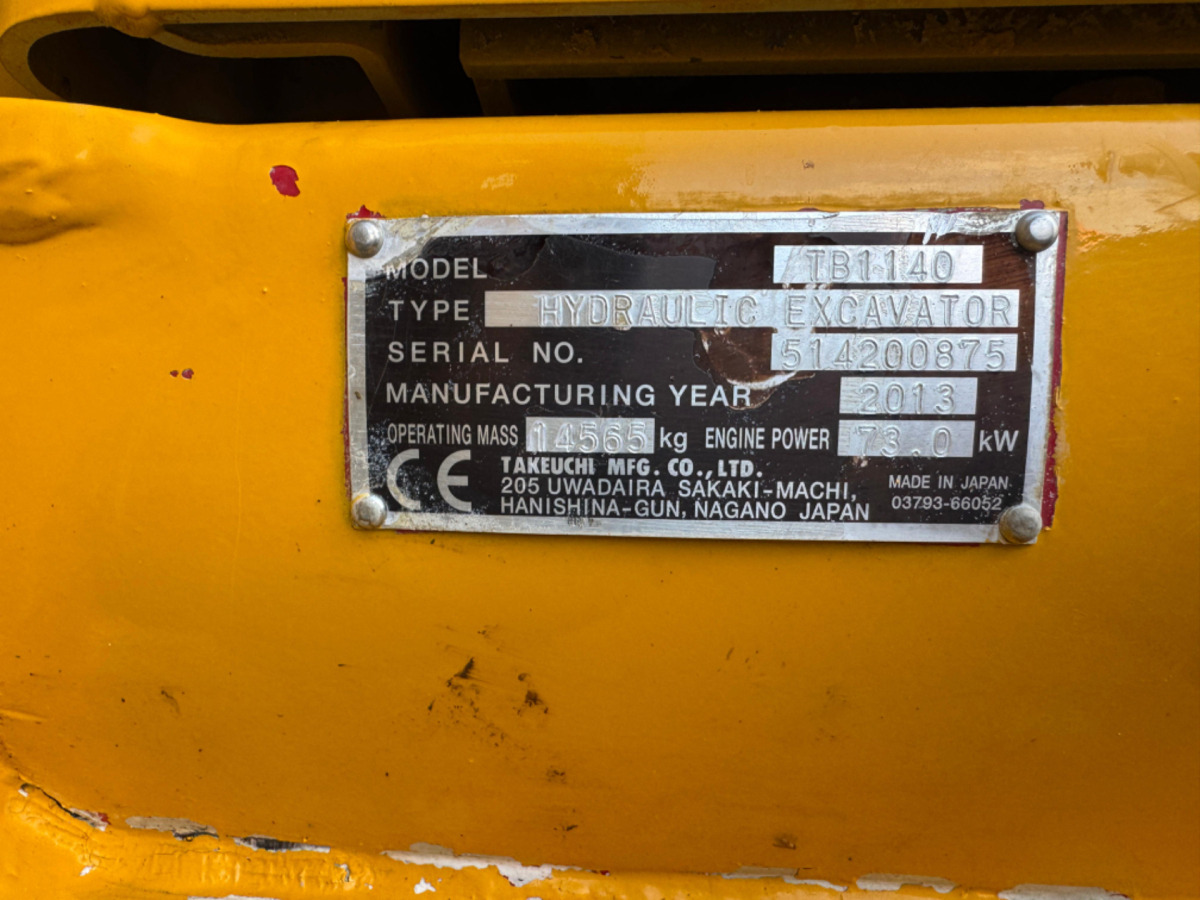 MODEL TB1140
TYPE HYDRAULIC EXCAVATOR
SERIAL NO. 514200875
MANUFACTURING YEAR 2013
OPERATING MASS 14565 kg ENGINE POWER 73.0 kW
CE TAKEUCHI MFG. CO.,LTD.
205 UWADAIRA SAKAKI-MACHI, MADE IN JAPAN
HANISHINA-GUN, NAGANO JAPAN 03793-66052